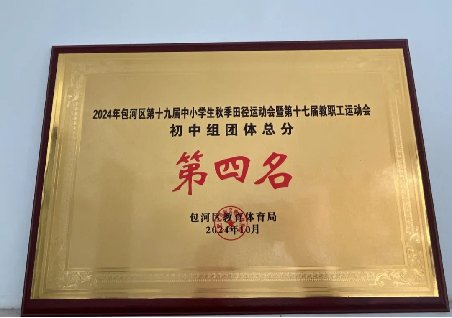 2024年包河区第十九届中小学生秋季田径运动会暨第十七届教职工运动会
初中组团体总分
第四名
包河区教育体育局
2024年10月